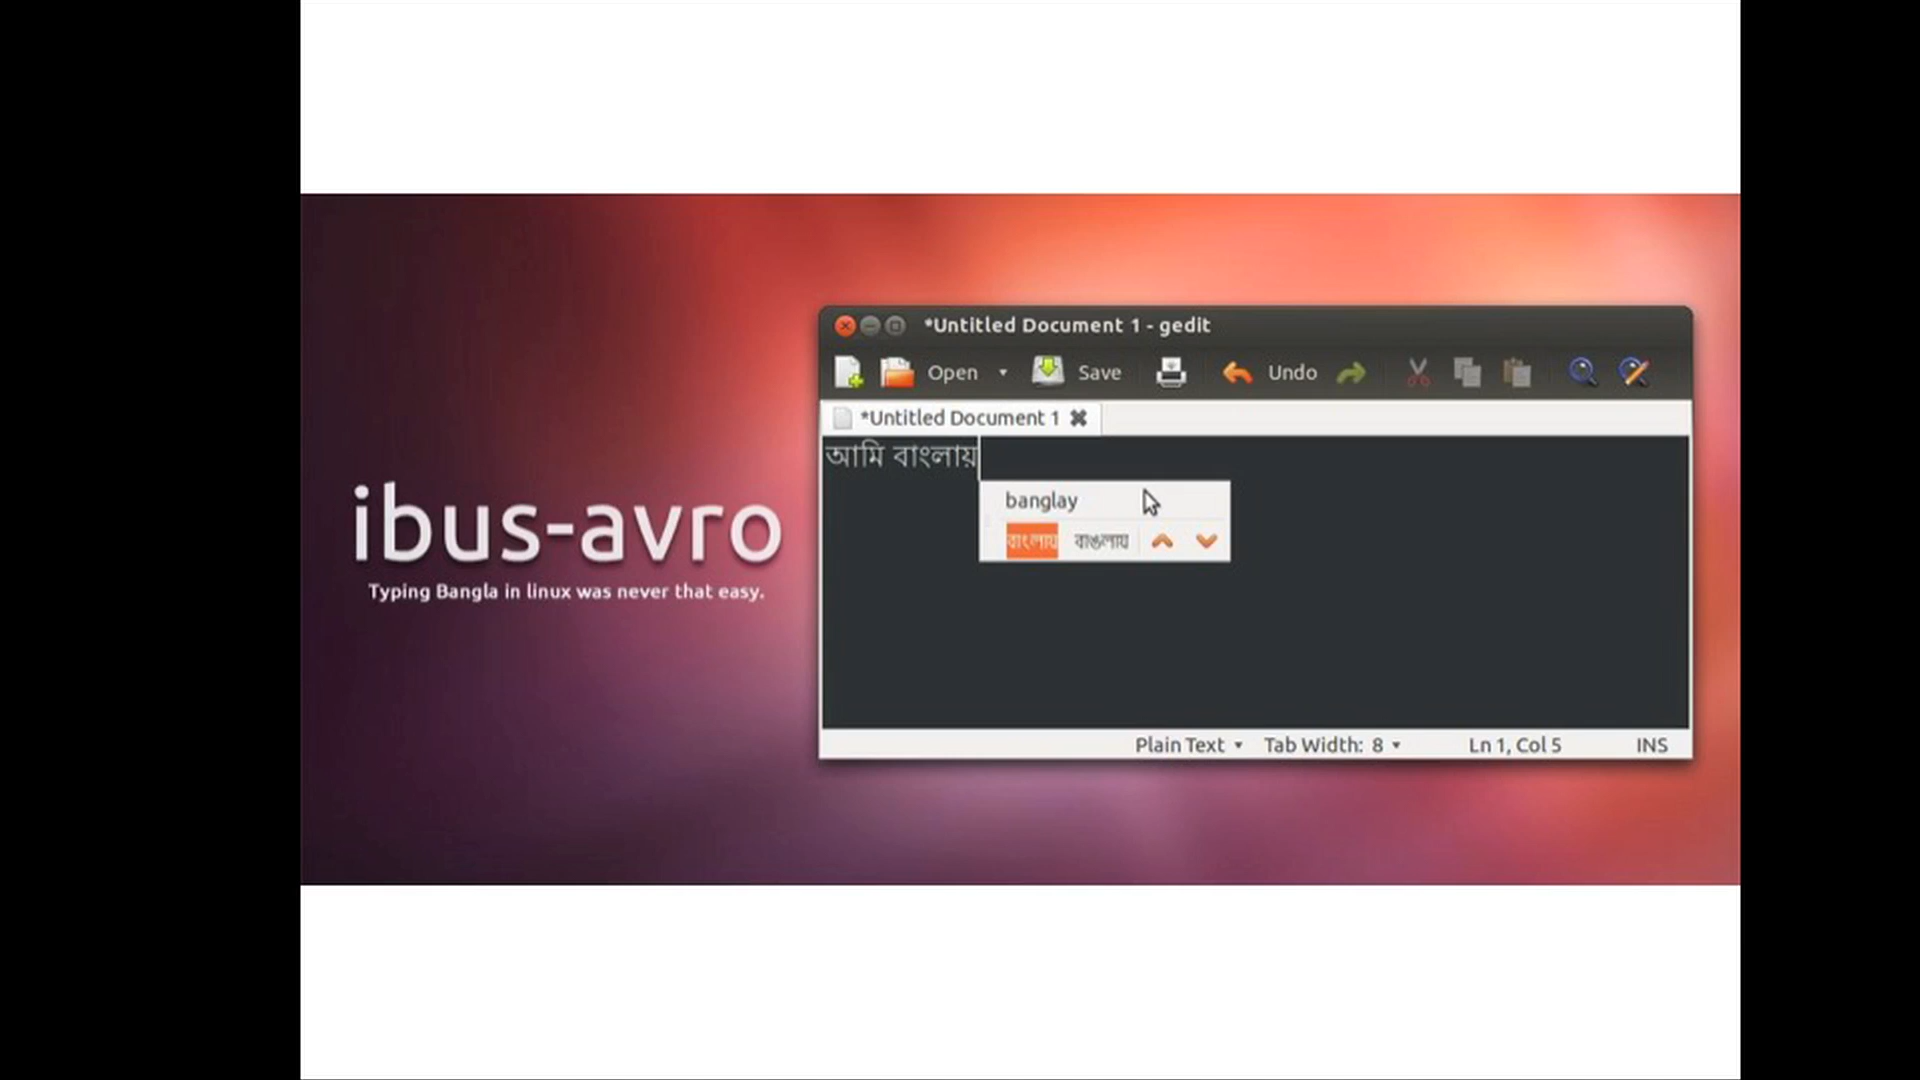 ibus-avro
Typing Bangla in linux was never that easy.
*Untitled Document 1 - gedit
Open Save Undo
*Untitled Document 1
আমি বাংলায়
banglay
বাংলায় বাঙলায়
Plain Text Tab Width: 8 Ln 1, Col 5 INS